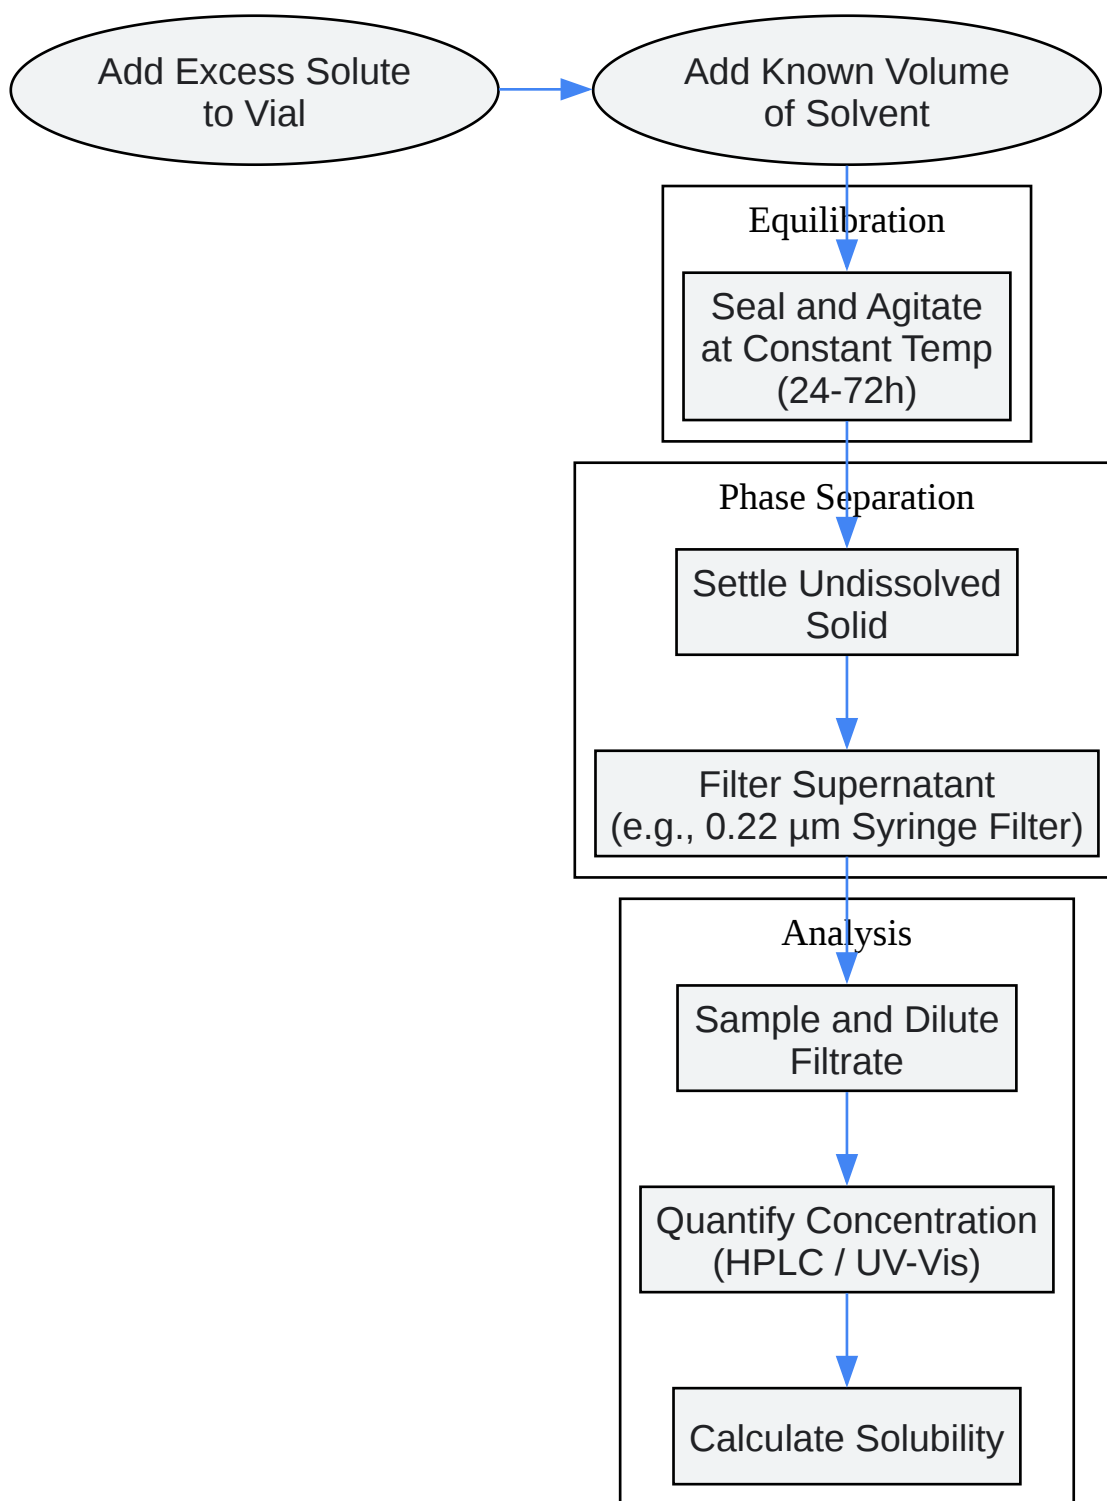 Add Excess Solute
to Vial
Add Known Volume
of Solvent
Equilibration
Seal and Agitate
at Constant Temp
(24-72h)
Phase Separation
Settle Undissolved
Solid
Filter Supernatant
(e.g., 0.22 µm Syringe Filter)
Analysis
Sample and Dilute
Filtrate
Quantify Concentration
(HPLC / UV-Vis)
Calculate Solubility